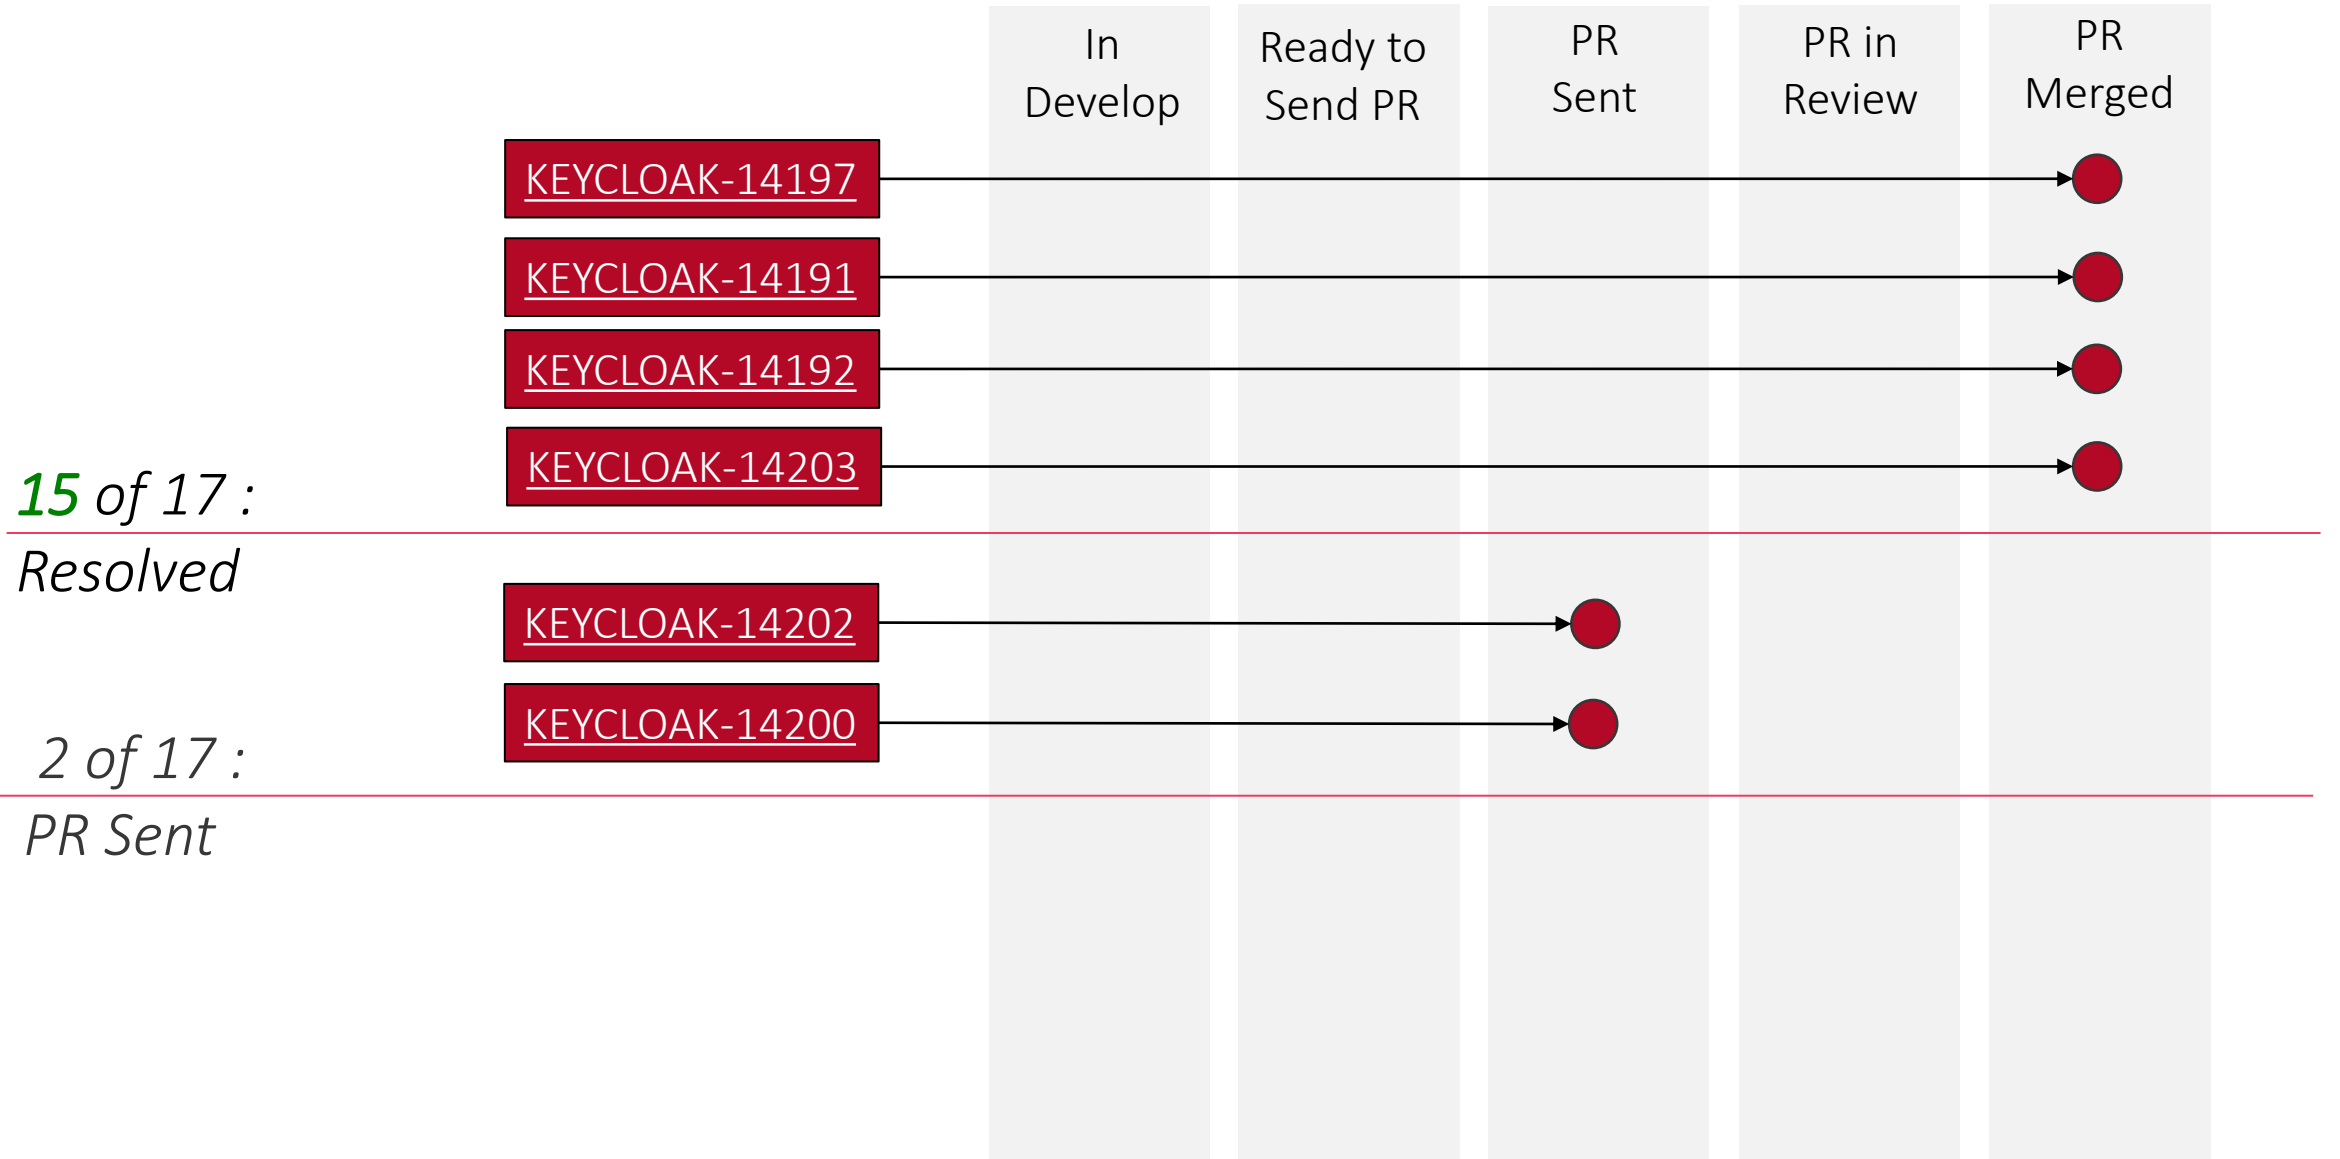 In
Develop
Ready to
Send PR
PR
Sent
PR in
Review
PR
Merged
KEYCLOAK-14197
KEYCLOAK-14191
KEYCLOAK-14192
KEYCLOAK-14203
15 of 17 :
Resolved
KEYCLOAK-14202
KEYCLOAK-14200
2 of 17 :
PR Sent